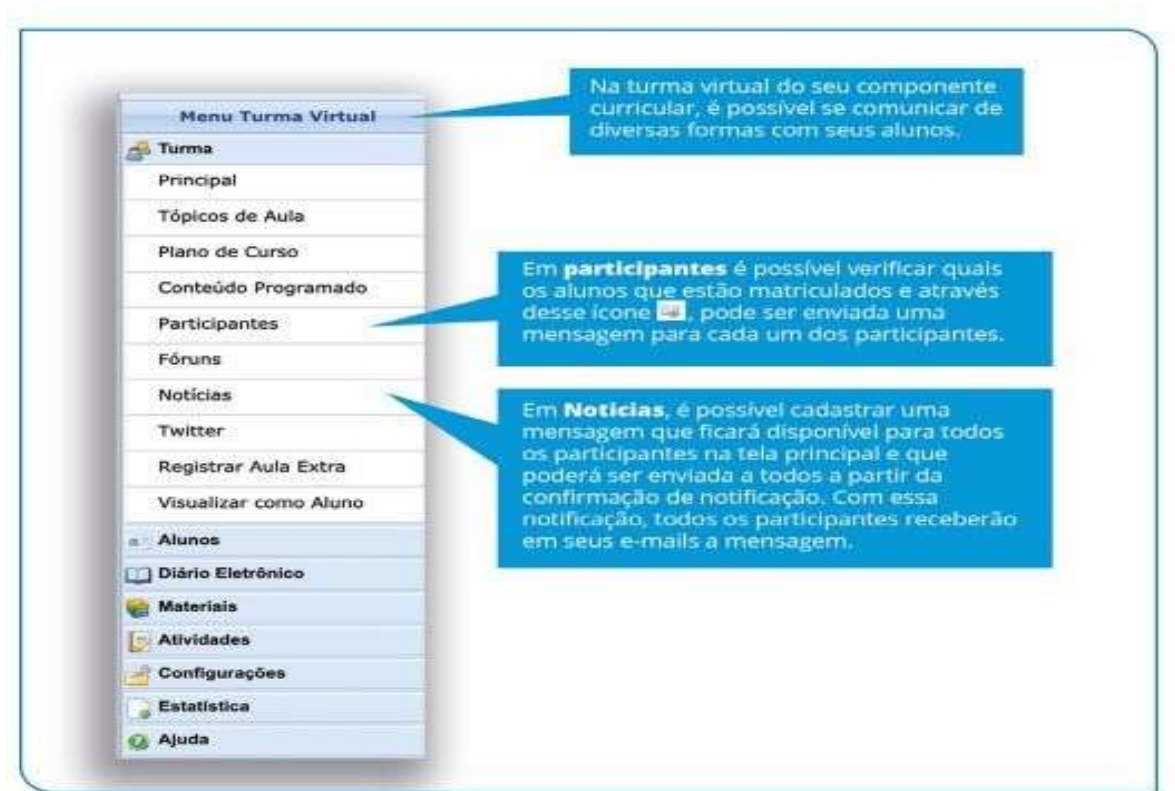 Menu Turma Virtual
Turma
Principal
Tópicos de Aula
Plano de Curso
Conteúdo Programado
Participantes
Fóruns
Notícias
Twitter
Registrar Aula Extra
Visualizar como Aluno
Alunos
Diário Eletrônico
Materiais
Atividades
Configurações
Estatística
Ajuda
Na turma virtual do seu componente
curricular, é possível se comunicar de
diversas formas com seus alunos.
Em participantes é possível verificar quais
os alunos que estão matriculados e através
desse ícone , pode ser enviada uma
mensagem para cada um dos participantes.
Em Notícias, é possível cadastrar uma
mensagem que ficará disponível para todos
os participantes na tela principal e que
poderá ser enviada a todos a partir da
confirmação de notificação. Com essa
notificação, todos os participantes receberão
em seus e-mails a mensagem.